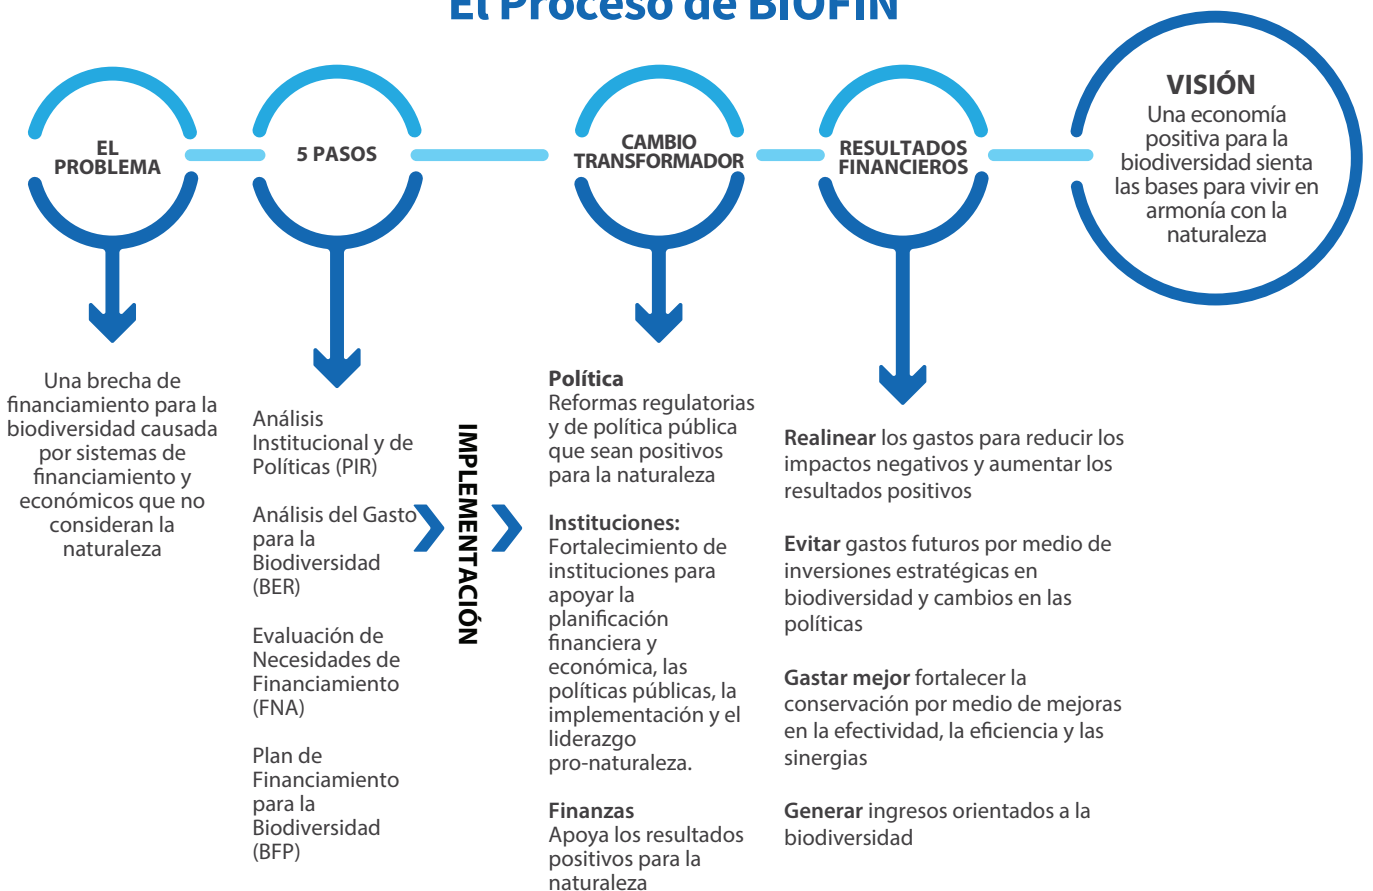 El Proceso de BIOFIN
EL
PROBLEMA
5 PASOS
CAMBIO
TRANSFORMADOR
RESULTADOS
FINANCIEROS
VISIÓN
Una economía
positiva para la
biodiversidad sienta
las bases para vivir en
armonía con la
naturaleza
Una brecha de
financiamiento para la
biodiversidad causada
por sistemas de
financiamiento y
económicos que no
consideran la
naturaleza
Análisis
Institucional y de
Políticas (PIR)
Análisis del Gasto
para la
Biodiversidad
(BER)
Evaluación de
Necesidades de
Financiamiento
(FNA)
Plan de
Financiamiento
para la
Biodiversidad
(BFP)
IMPLEMENTACIÓN
Política
Reformas regulatorias
y de política pública
que sean positivos
para la naturaleza
Instituciones:
Fortalecimiento de
instituciones para
apoyar la
planificación
financiera y
económica, las
políticas públicas, la
implementación y el
liderazgo
pro-naturaleza.
Finanzas
Apoya los resultados
positivos para la
naturaleza
Realinear los gastos para reducir los
impactos negativos y aumentar los
resultados positivos
Evitar gastos futuros por medio de
inversiones estratégicas en
biodiversidad y cambios en las
políticas
Gastar mejor fortalecer la
conservación por medio de mejoras
en la efectividad, la eficiencia y las
sinergias
Generar ingresos orientados a la
biodiversidad